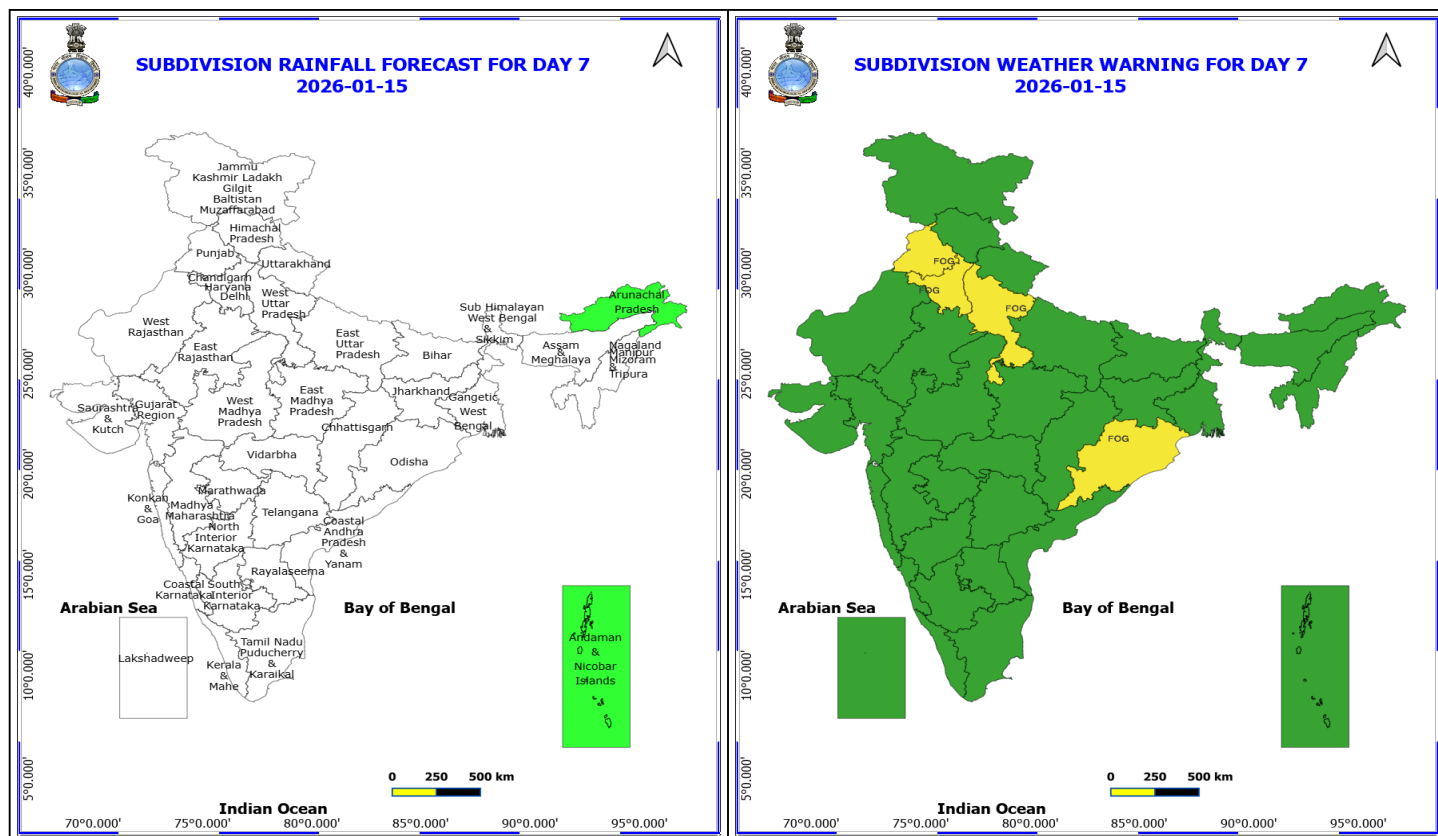 SUBDIVISION RAINFALL FORECAST FOR DAY 7
2026-01-15
40°0.000'
35°0.000'
30°0.000'
25°0.000'
20°0.000'
15°0.000'
10°0.000'
5°0.000'
Jammu
Kashmir Ladakh
Gilgit
Baltistan
Muzaffarabad
Himachal
Pradesh
Punjab
Uttarakhand
Chandigarh
Haryana
Delhi
West
Uttar
Pradesh
Arunachal
Pradesh
Sub Himalayan
West Bengal
&
Sikkim
West
Rajasthan
East
Rajasthan
East
Uttar
Pradesh
Bihar
Assam
&
Meghalaya
Nagaland
Manipur
Mizoram
&
Tripura
Saurashtra
&
Kutch
Gujarat
Region
West
Madhya
Pradesh
East
Madhya
Pradesh
Jharkhand
Gangetic
West
Bengal
Chhattisgarh
Vidarbha
Odisha
Konkan
&
Goa
Madhya
Maharashtra
Marathwada
Telangana
North
Interior
Karnataka
Coastal
Andhra
Pradesh
&
Yanam
Rayalaseema
Coastal
Karnataka
South
Interior
Karnataka
Arabian Sea
Bay of Bengal
Lakshadweep
Kerala
&
Mahe
Tamil Nadu
Puducherry
&
Karaikal
Andaman
&
Nicobar
Islands
0 250 500 km
Indian Ocean
70°0.000' 75°0.000' 80°0.000' 85°0.000' 90°0.000' 95°0.000'
SUBDIVISION WEATHER WARNING FOR DAY 7
2026-01-15
40°0.000'
35°0.000'
30°0.000'
25°0.000'
20°0.000'
15°0.000'
10°0.000'
5°0.000'
FOG
FOG
FOG
FOG
Arabian Sea
Bay of Bengal
0 250 500 km
Indian Ocean
70°0.000' 75°0.000' 80°0.000' 85°0.000' 90°0.000' 95°0.000'